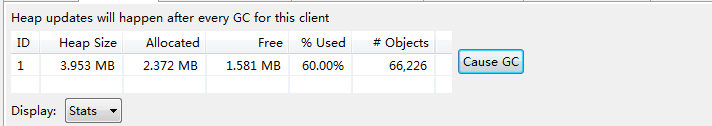 Heap updates will happen after every GC for this client
ID Heap Size Allocated Free % Used # Objects
1 3.953 MB 2.372 MB 1.581 MB 60.00% 66,226
Cause GC
Display: Stats